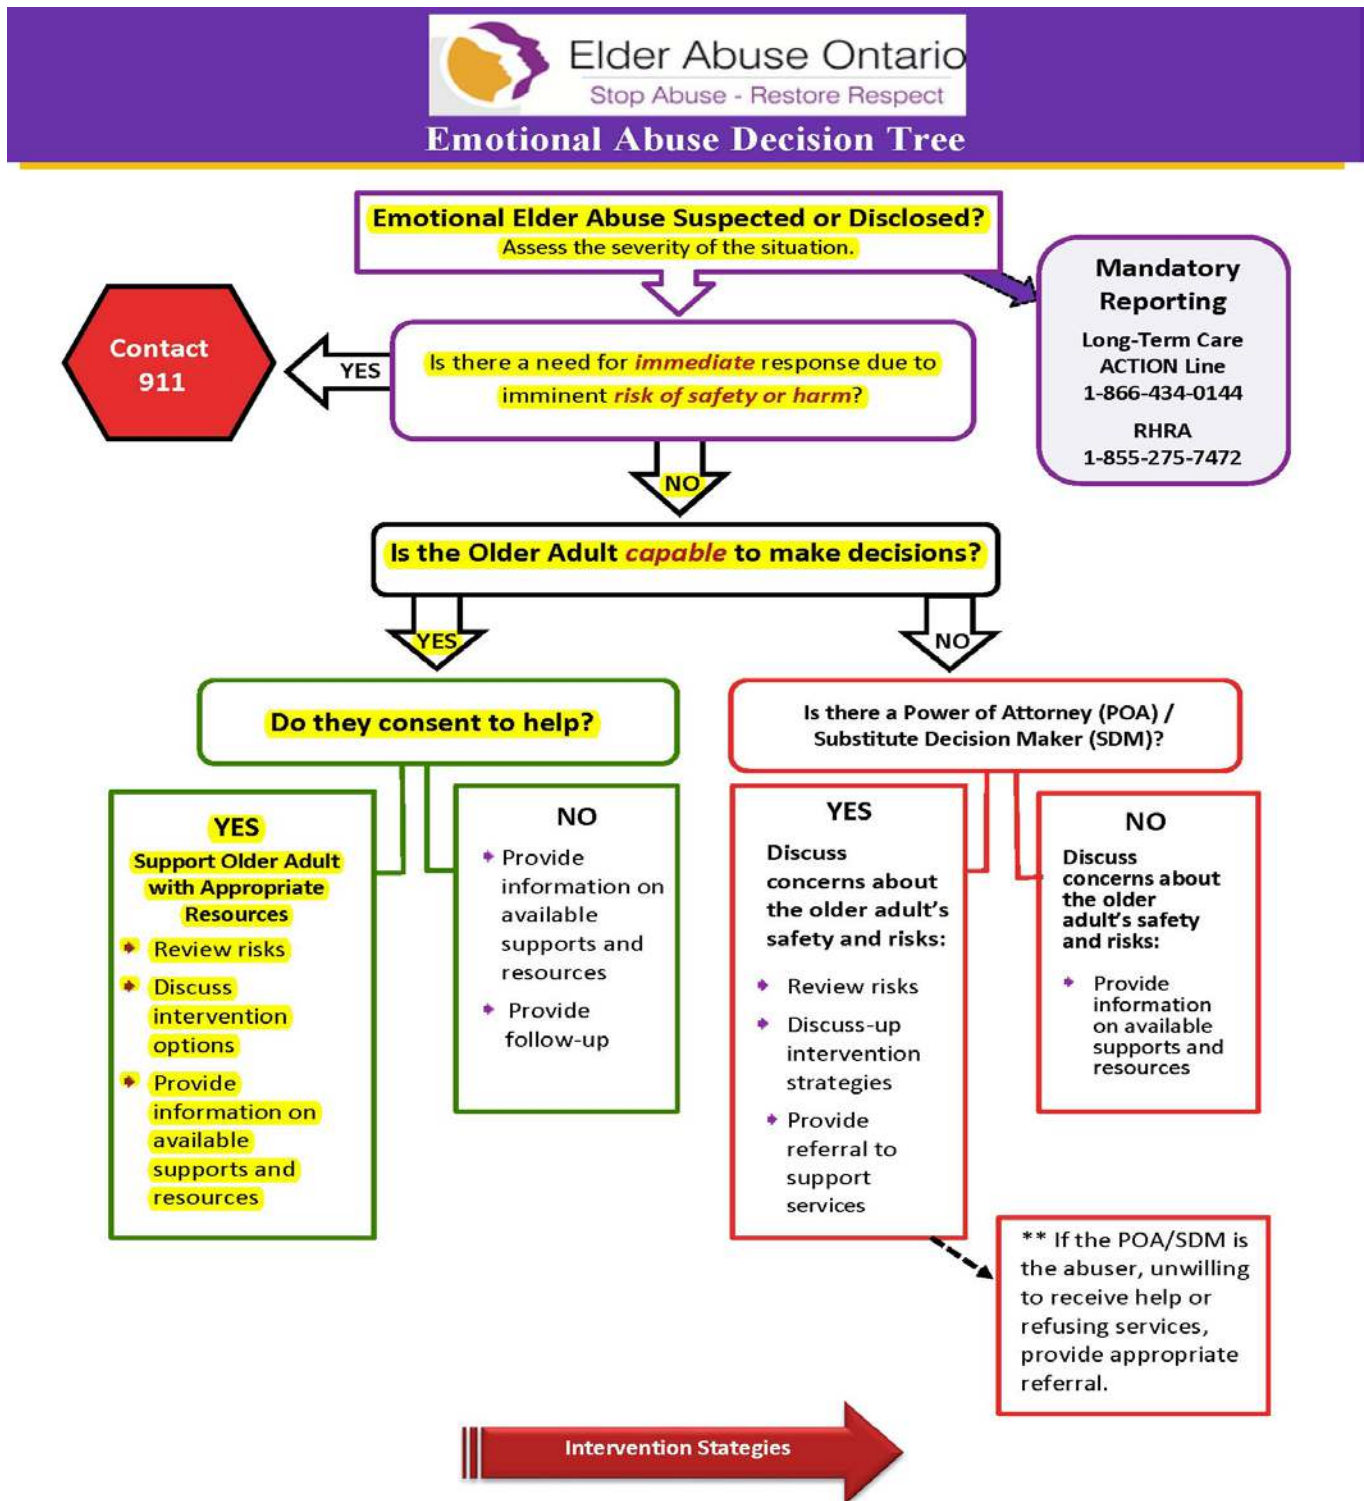 Elder Abuse Ontario
Stop Abuse - Restore Respect
Emotional Abuse Decision Tree
Emotional Elder Abuse Suspected or Disclosed?
Assess the severity of the situation.
Mandatory
Reporting
Long-Term Care
ACTION Line
1-866-434-0144
RHRA
1-855-275-7472
Contact
911
YES
Is there a need for immediate response due to
imminent risk of safety or harm?
NO
Is the Older Adult capable to make decisions?
YES
NO
Do they consent to help?
Is there a Power of Attorney (POA) /
Substitute Decision Maker (SDM)?
YES
Support Older Adult
with Appropriate
Resources
Review risks
Discuss
intervention
options
Provide
information on
available
supports and
resources
NO
Provide
information on
available
supports and
resources
Provide
follow-up
YES
Discuss
concerns about
the older adult's
safety and risks:
Review risks
Discuss-up
intervention
strategies
Provide
referral to
support
services
NO
Discuss
concerns about
the older
adult's safety
and risks:
Provide
information
on available
supports and
resources
** If the POA/SDM is
the abuser, unwilling
to receive help or
refusing services,
provide appropriate
referral.
Intervention Stategies